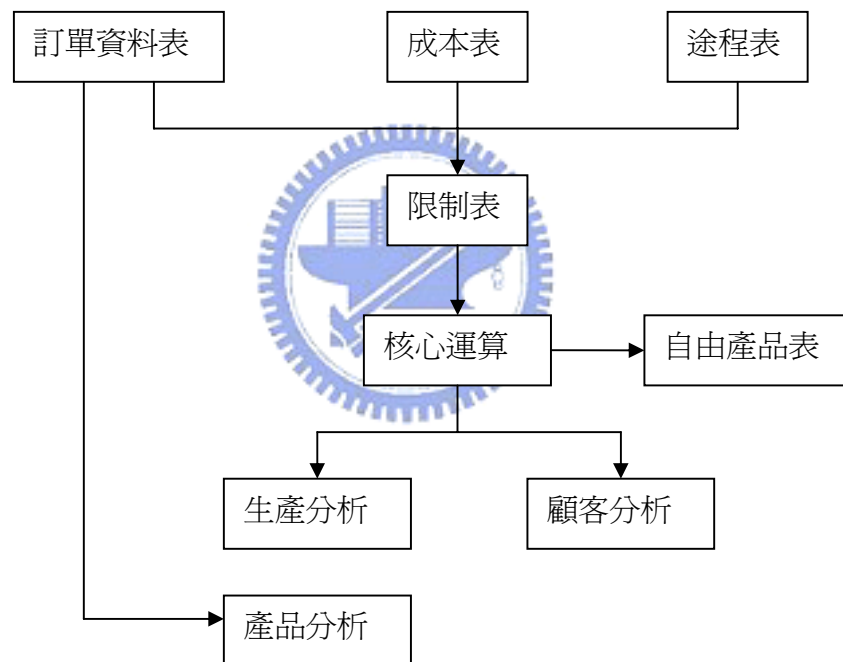 訂單資料表
成本表
途程表
限制表
核心運算
自由產品表
生產分析
顧客分析
產品分析